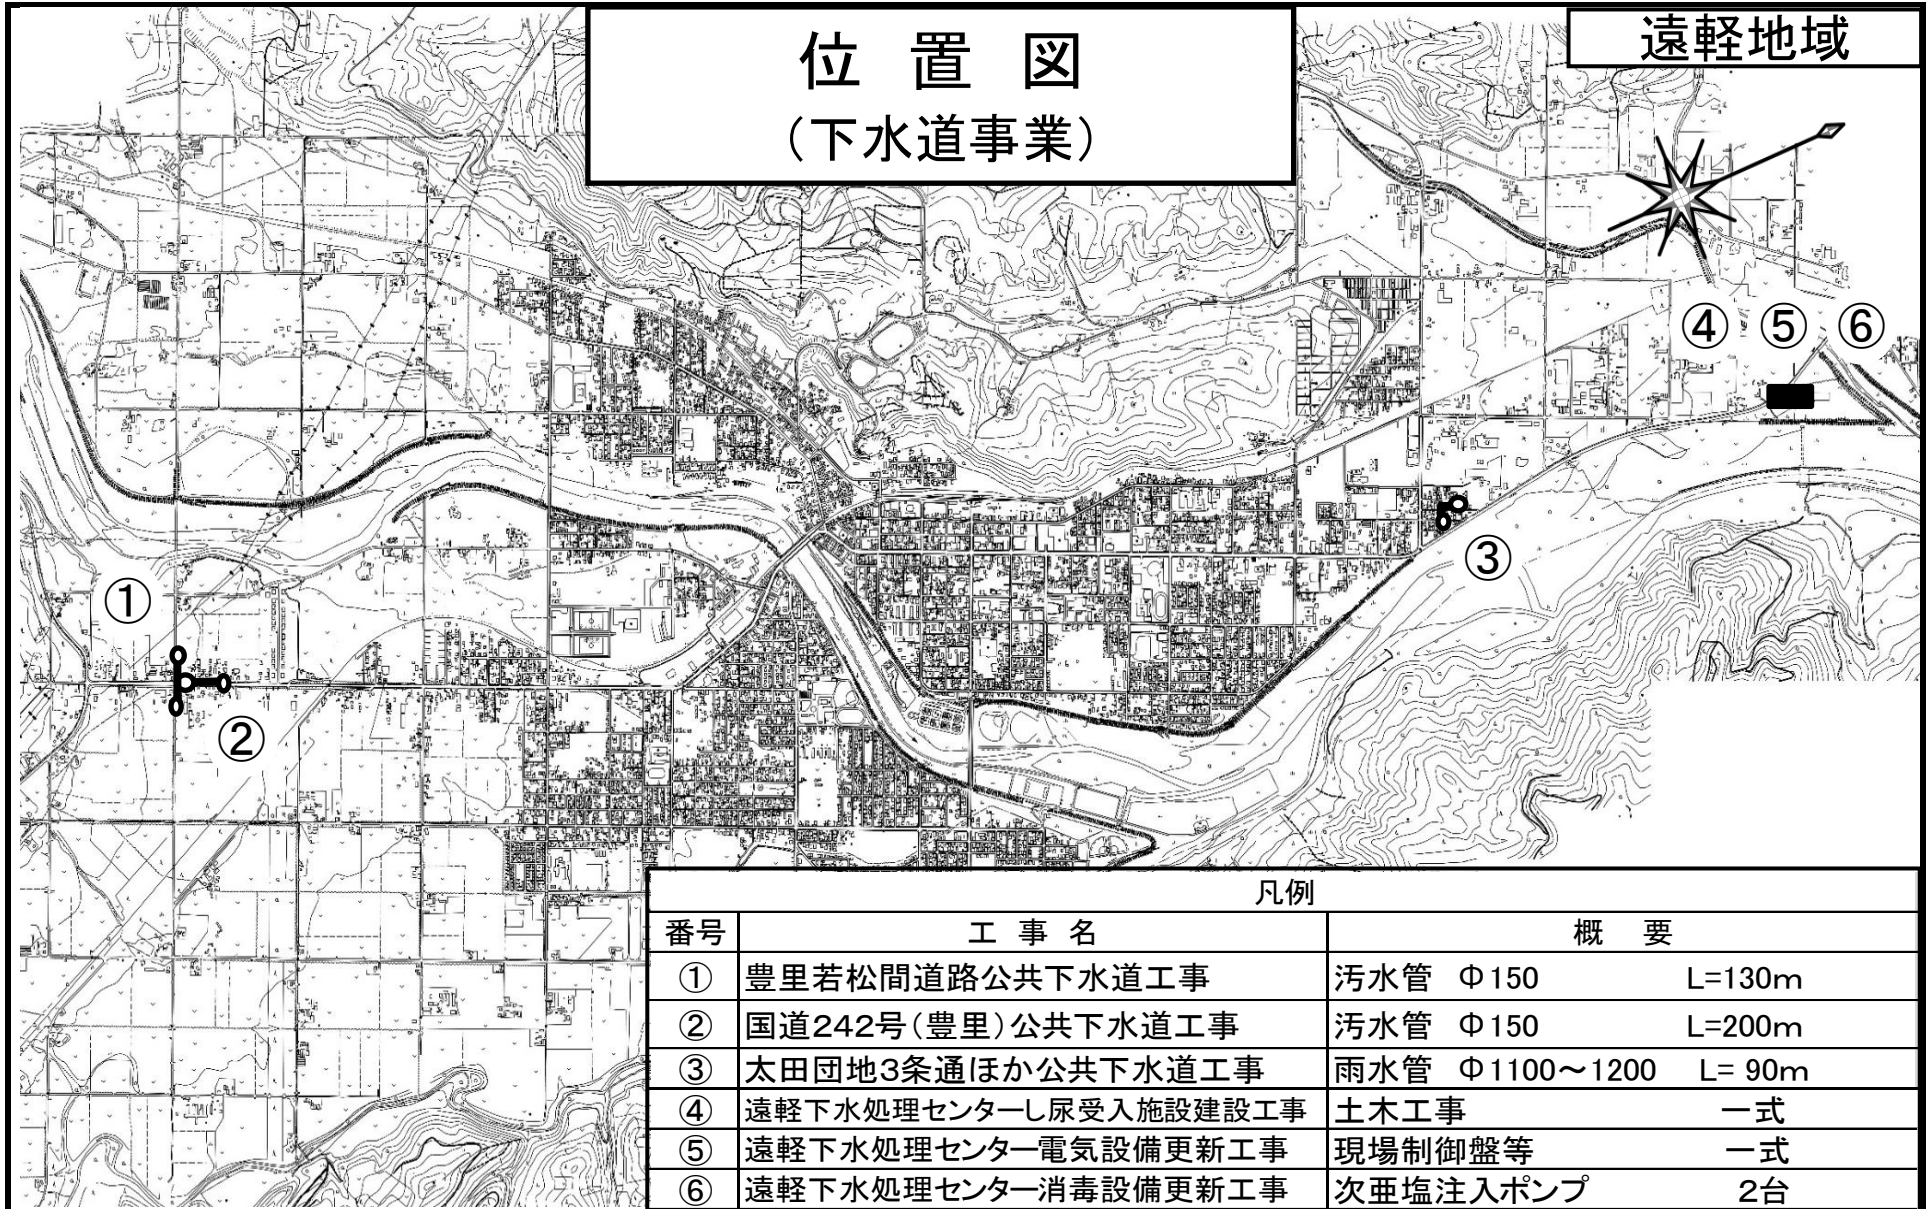 位 置 図
（下水道事業）
遠軽地域
④ ⑤ ⑥
③
①
②
凡例
番号 工 事 名 概 要
① 豊里若松間道路公共下水道工事 汚水管 Φ150 L=130m
② 国道242号（豊里）公共下水道工事 汚水管 Φ150 L=200m
③ 太田団地3条通ほか公共下水道工事 雨水管 Φ1100～1200 L= 90m
④ 遠軽下水処理センターし尿受入施設建設工事 土木工事 一式
⑤ 遠軽下水処理センター電気設備更新工事 現場制御盤等 一式
⑥ 遠軽下水処理センター消毒設備更新工事 次亜塩注入ポンプ 2台